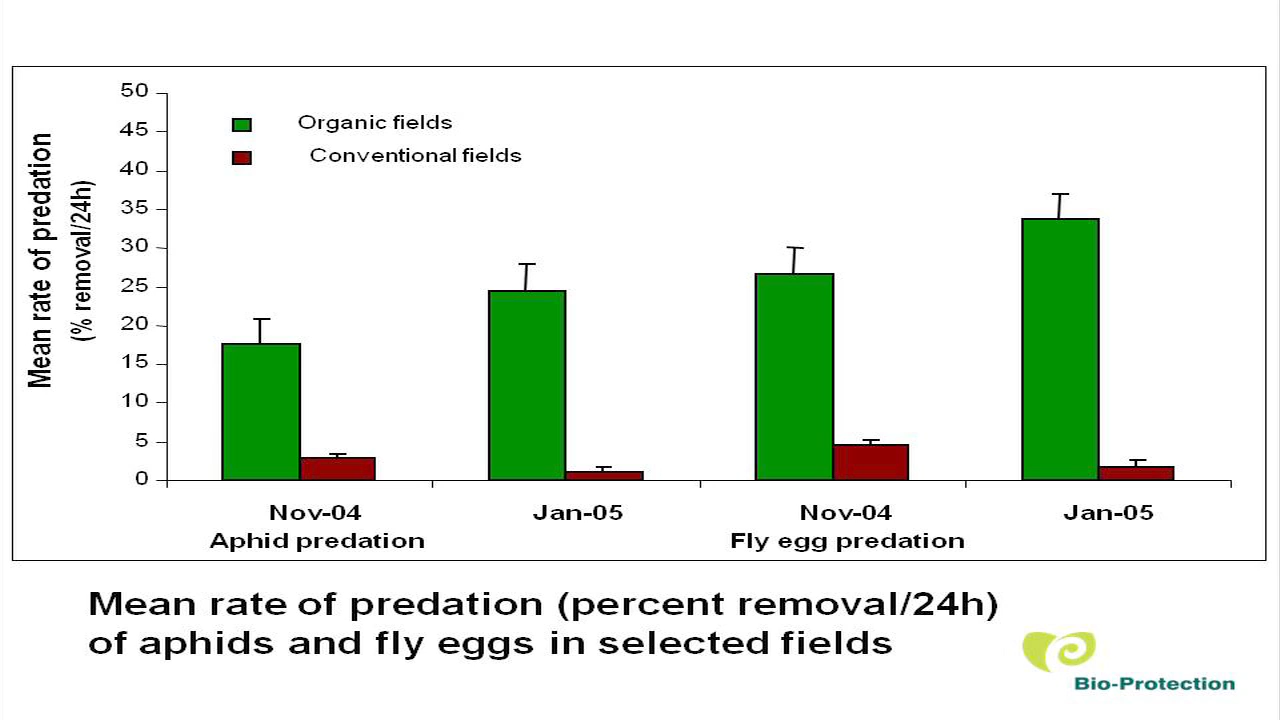 Mean rate of predation
(% removal/24h)
50
45
40
35
30
25
20
15
10
5
0
Organic fields
Conventional fields
Nov-04
Jan-05
Nov-04
Jan-05
Aphid predation
Fly egg predation
Mean rate of predation (percent removal/24h)
of aphids and fly eggs in selected fields
Bio-Protection